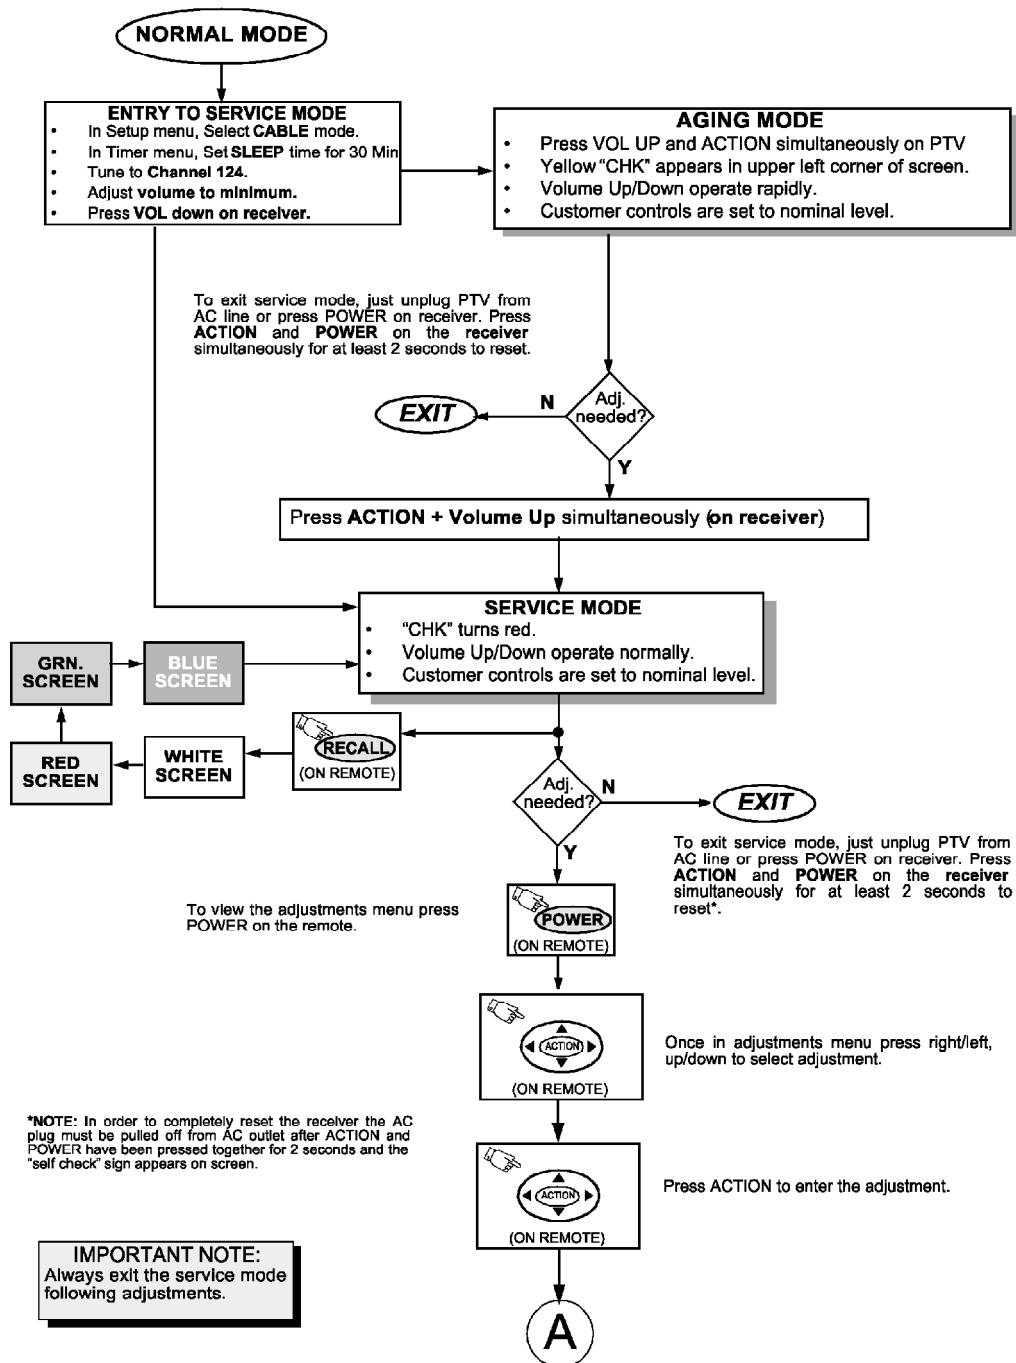 NORMAL MODE
ENTRY TO SERVICE MODE
• In Setup menu, Select CABLE mode.
• In Timer menu, Set SLEEP time for 30 Min
• Tune to Channel 124.
• Adjust volume to minimum.
• Press VOL down on receiver.
AGING MODE
• Press VOL UP and ACTION simultaneously on PTV
• Yellow “CHK” appears in upper left corner of screen.
• Volume Up/Down operate rapidly.
• Customer controls are set to nominal level.
To exit service mode, just unplug PTV from
AC line or press POWER on receiver. Press
ACTION and POWER on the receiver
simultaneously for at least 2 seconds to reset.
EXIT
N
Adj.
needed?
Y
Press ACTION + Volume Up simultaneously (on receiver)
SERVICE MODE
• “CHK” turns red.
• Volume Up/Down operate normally.
• Customer controls are set to nominal level.
GRN.
SCREEN
BLUE
SCREEN
RED
SCREEN
WHITE
SCREEN
RECALL
(ON REMOTE)
Adj.
needed?
N
EXIT
Y
To exit service mode, just unplug PTV from
AC line or press POWER on receiver. Press
ACTION and POWER on the receiver
simultaneously for at least 2 seconds to
reset*.
To view the adjustments menu press
POWER on the remote.
POWER
(ON REMOTE)
ACTION
(ON REMOTE)
Once in adjustments menu press right/left,
up/down to select adjustment.
*NOTE: In order to completely reset the receiver the AC
plug must be pulled off from AC outlet after ACTION and
POWER have been pressed together for 2 seconds and the
“self check” sign appears on screen.
ACTION
(ON REMOTE)
Press ACTION to enter the adjustment.
IMPORTANT NOTE:
Always exit the service mode
following adjustments.
A